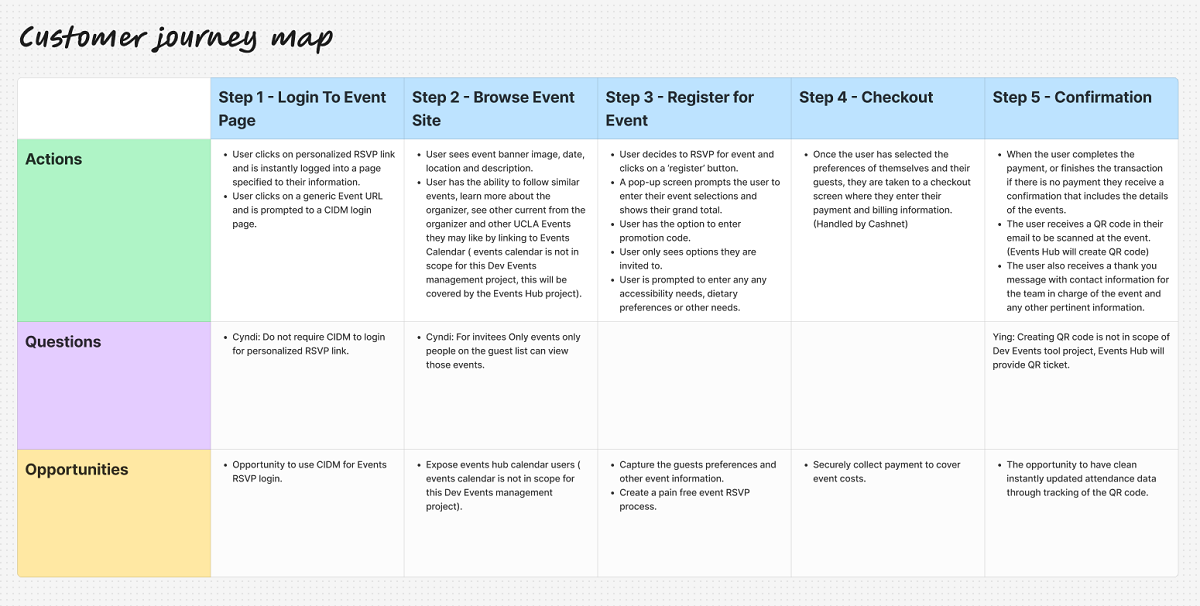 Customer journey map
Step 1 - Login To Event
Page
Step 2 - Browse Event
Site
Step 3 - Register for
Event
Step 4 - Checkout
Step 5 - Confirmation
Actions
• User clicks on personalized RSVP link
and is instantly logged into a page
specified to their information.
• User clicks on a generic Event URL
and is prompted to a CIDM login
page.
• User sees event banner image, date,
location and description.
• User has the ability to follow similar
events, learn more about the
organizer, see other current from the
organizer and other UCLA Events
they may like by linking to Events
Calendar ( events calendar is not in
scope for this Dev Events
management project, this will be
covered by the Events Hub project).
• User decides to RSVP for event and
clicks on a ‘register’ button.
• A pop-up screen prompts the user to
enter their event selections and
shows their grand total.
• User has the option to enter
promotion code.
• User only sees options they are
invited to.
• User is prompted to enter any any
accessibility needs, dietary
preferences or other needs.
• Once the user has selected the
preferences of themselves and their
guests, they are taken to a checkout
screen where they enter their
payment and billing information.
(Handled by Cashnet)
• When the user completes the
payment, or finishes the transaction
if there is no payment they receive a
confirmation that includes the details
of the events.
• The user receives a QR code in their
email to be scanned at the event.
(Events Hub will create QR code)
• The user also receives a thank you
message with contact information for
the team in charge of the event and
any other pertinent information.
Questions
• Cyndi: Do not require CIDM to login
for personalized RSVP link.
• Cyndi: For invitees Only events only
people on the guest list can view
those events.
Ying: Creating QR code is not in scope of
Dev Events tool project, Events Hub will
provide QR ticket.
Opportunities
• Opportunity to use CIDM for Events
RSVP login.
• Expose events hub calendar users (
events calendar is not in scope for
this Dev Events management
project).
• Capture the guests preferences and
other event information.
• Create a pain free event RSVP
process.
• Securely collect payment to cover
event costs.
• The opportunity to have clean
instantly updated attendance data
through tracking of the QR code.